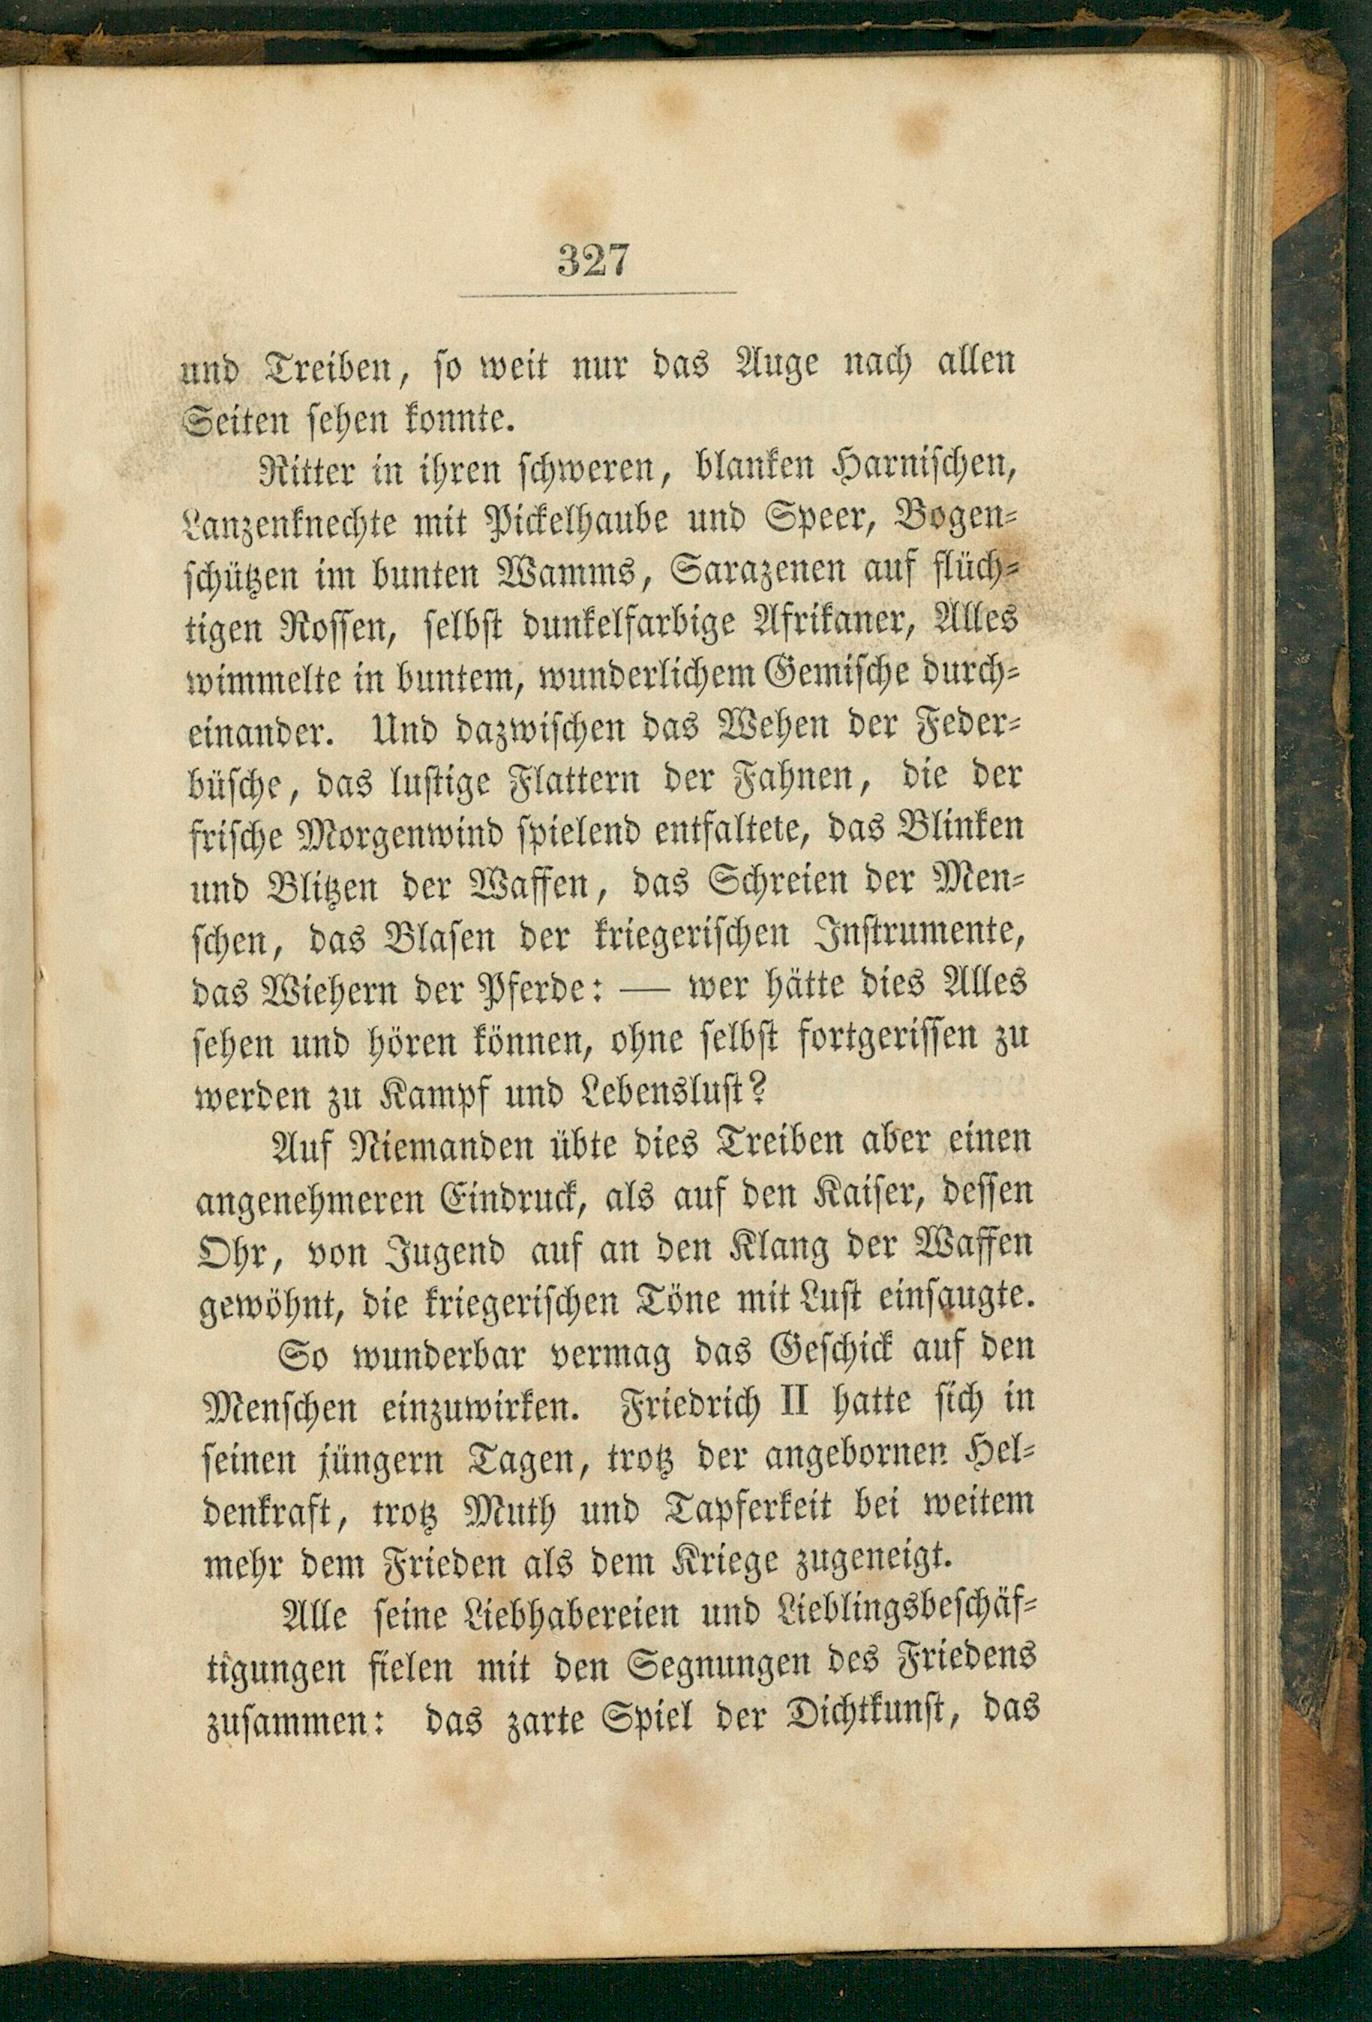 327
und Treiben, so weit nur das Auge nach allen
Seiten sehen konnte.
Ritter in ihren schweren, blanken Harnischen,
Lanzenknechte mit Pickelhaube und Speer, Bogen-
schützen im bunten Wamms, Sarazenen auf flüch-
tigen Rossen, selbst dunkelfarbige Afrikaner, Alles
wimmelte in buntem, wunderlichem Gemische durch-
einander. Und dazwischen das Wehen der Feder-
büsche, das lustige Flattern der Fahnen, die der
frische Morgenwind spielend entfaltete, das Blinken
und Blitzen der Waffen, das Schreien der Men-
schen, das Blasen der kriegerischen Instrumente,
das Wiehern der Pferde: — wer hätte dies Alles
sehen und hören können, ohne selbst fortgerissen zu
werden zu Kampf und Lebenslust?
Auf Niemanden übte dies Treiben aber einen
angenehmeren Eindruck, als auf den Kaiser, dessen
Ohr, von Jugend auf an den Klang der Waffen
gewöhnt, die kriegerischen Töne mit Lust einsaugte.
So wunderbar vermag das Geschick auf den
Menschen einzuwirken. Friedrich II hatte sich in
seinen jüngern Tagen, trotz der angebornen Hel-
denkraft, trotz Muth und Tapferkeit bei weitem
mehr dem Frieden als dem Kriege zugeneigt.
Alle seine Liebhabereien und Lieblingsbeschäf-
tigungen fielen mit den Segnungen des Friedens
zusammen: das zarte Spiel der Dichtkunst, das